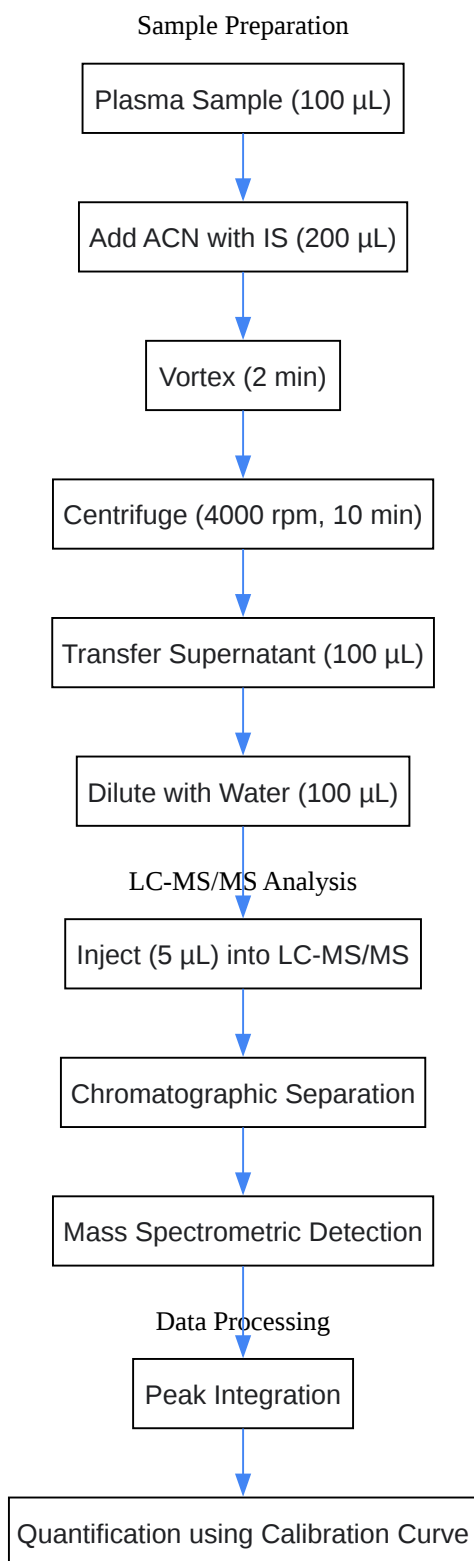 Sample Preparation
Plasma Sample (100 µL)
Add ACN with IS (200 µL)
Vortex (2 min)
Centrifuge (4000 rpm, 10 min)
Transfer Supernatant (100 µL)
Dilute with Water (100 µL)
LC-MS/MS Analysis
Inject (5 µL) into LC-MS/MS
Chromatographic Separation
Mass Spectrometric Detection
Data Processing
Peak Integration
Quantification using Calibration Curve